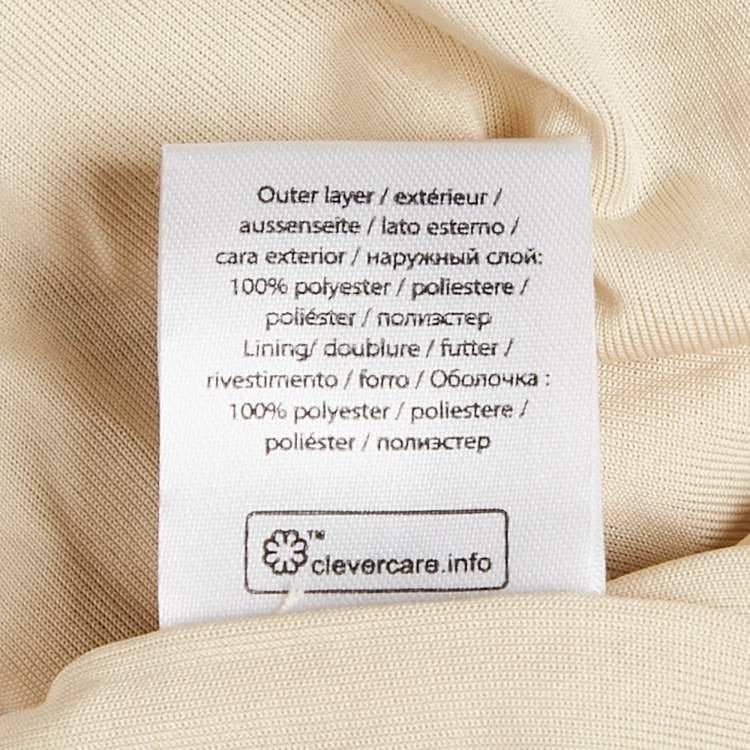 Outer layer / extérieur /
aussenseite / lato esterno /
cara exterior / наружный слой:
100% polyester / poliestere /
poliéster / полиэстер
Lining/ doublure / futter /
rivestimento / forro / Оболочка :
100% polyester / poliestere /
poliéster / полиэстер
™
clevercare.info